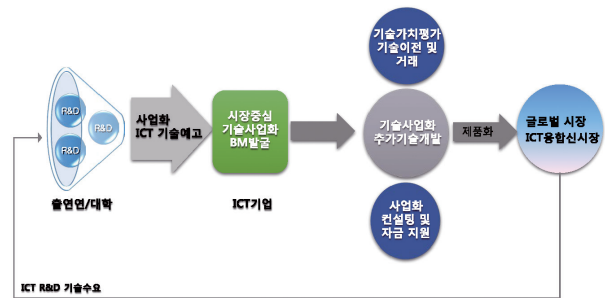 R&D
R&D
R&D
출연연/대학
사업화
ICT 기술예고
시장중심
기술사업화
BM발굴
ICT기업
기술가치평가
기술이전 및
거래
기술사업화
추가기술개발
사업화
컨설팅 및
자금 지원
제품화
글로벌 시장
ICT융합신시장
ICT R&D 기술수요